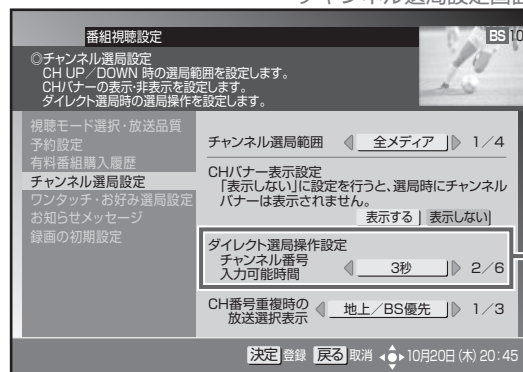 番組視聴設定
BS 10
◎チャンネル選局設定
CH UP／DOWN 時の選局範囲を設定します。
CHバナーの表示・非表示を設定します。
ダイレクト選局時の選局操作を設定します。
視聴モード選択・放送品質
予約設定
有料番組購入履歴
チャンネル選局設定
ワンタッチ・お好み選局設定
お知らせメッセージ
録画の初期設定
チャンネル選局範囲 全メディア 1／4
CHバナー表示設定
「表示しない」に設定を行うと、選局時にチャンネル
バナーは表示されません。
表示する 表示しない
ダイレクト選局操作設定
チャンネル番号
入力可能時間 3秒 2／6
CH番号重複時の
放送選択表示 地上／BS優先 1／3
決定 登録 戻る 取消 10月20日(木) 20:45